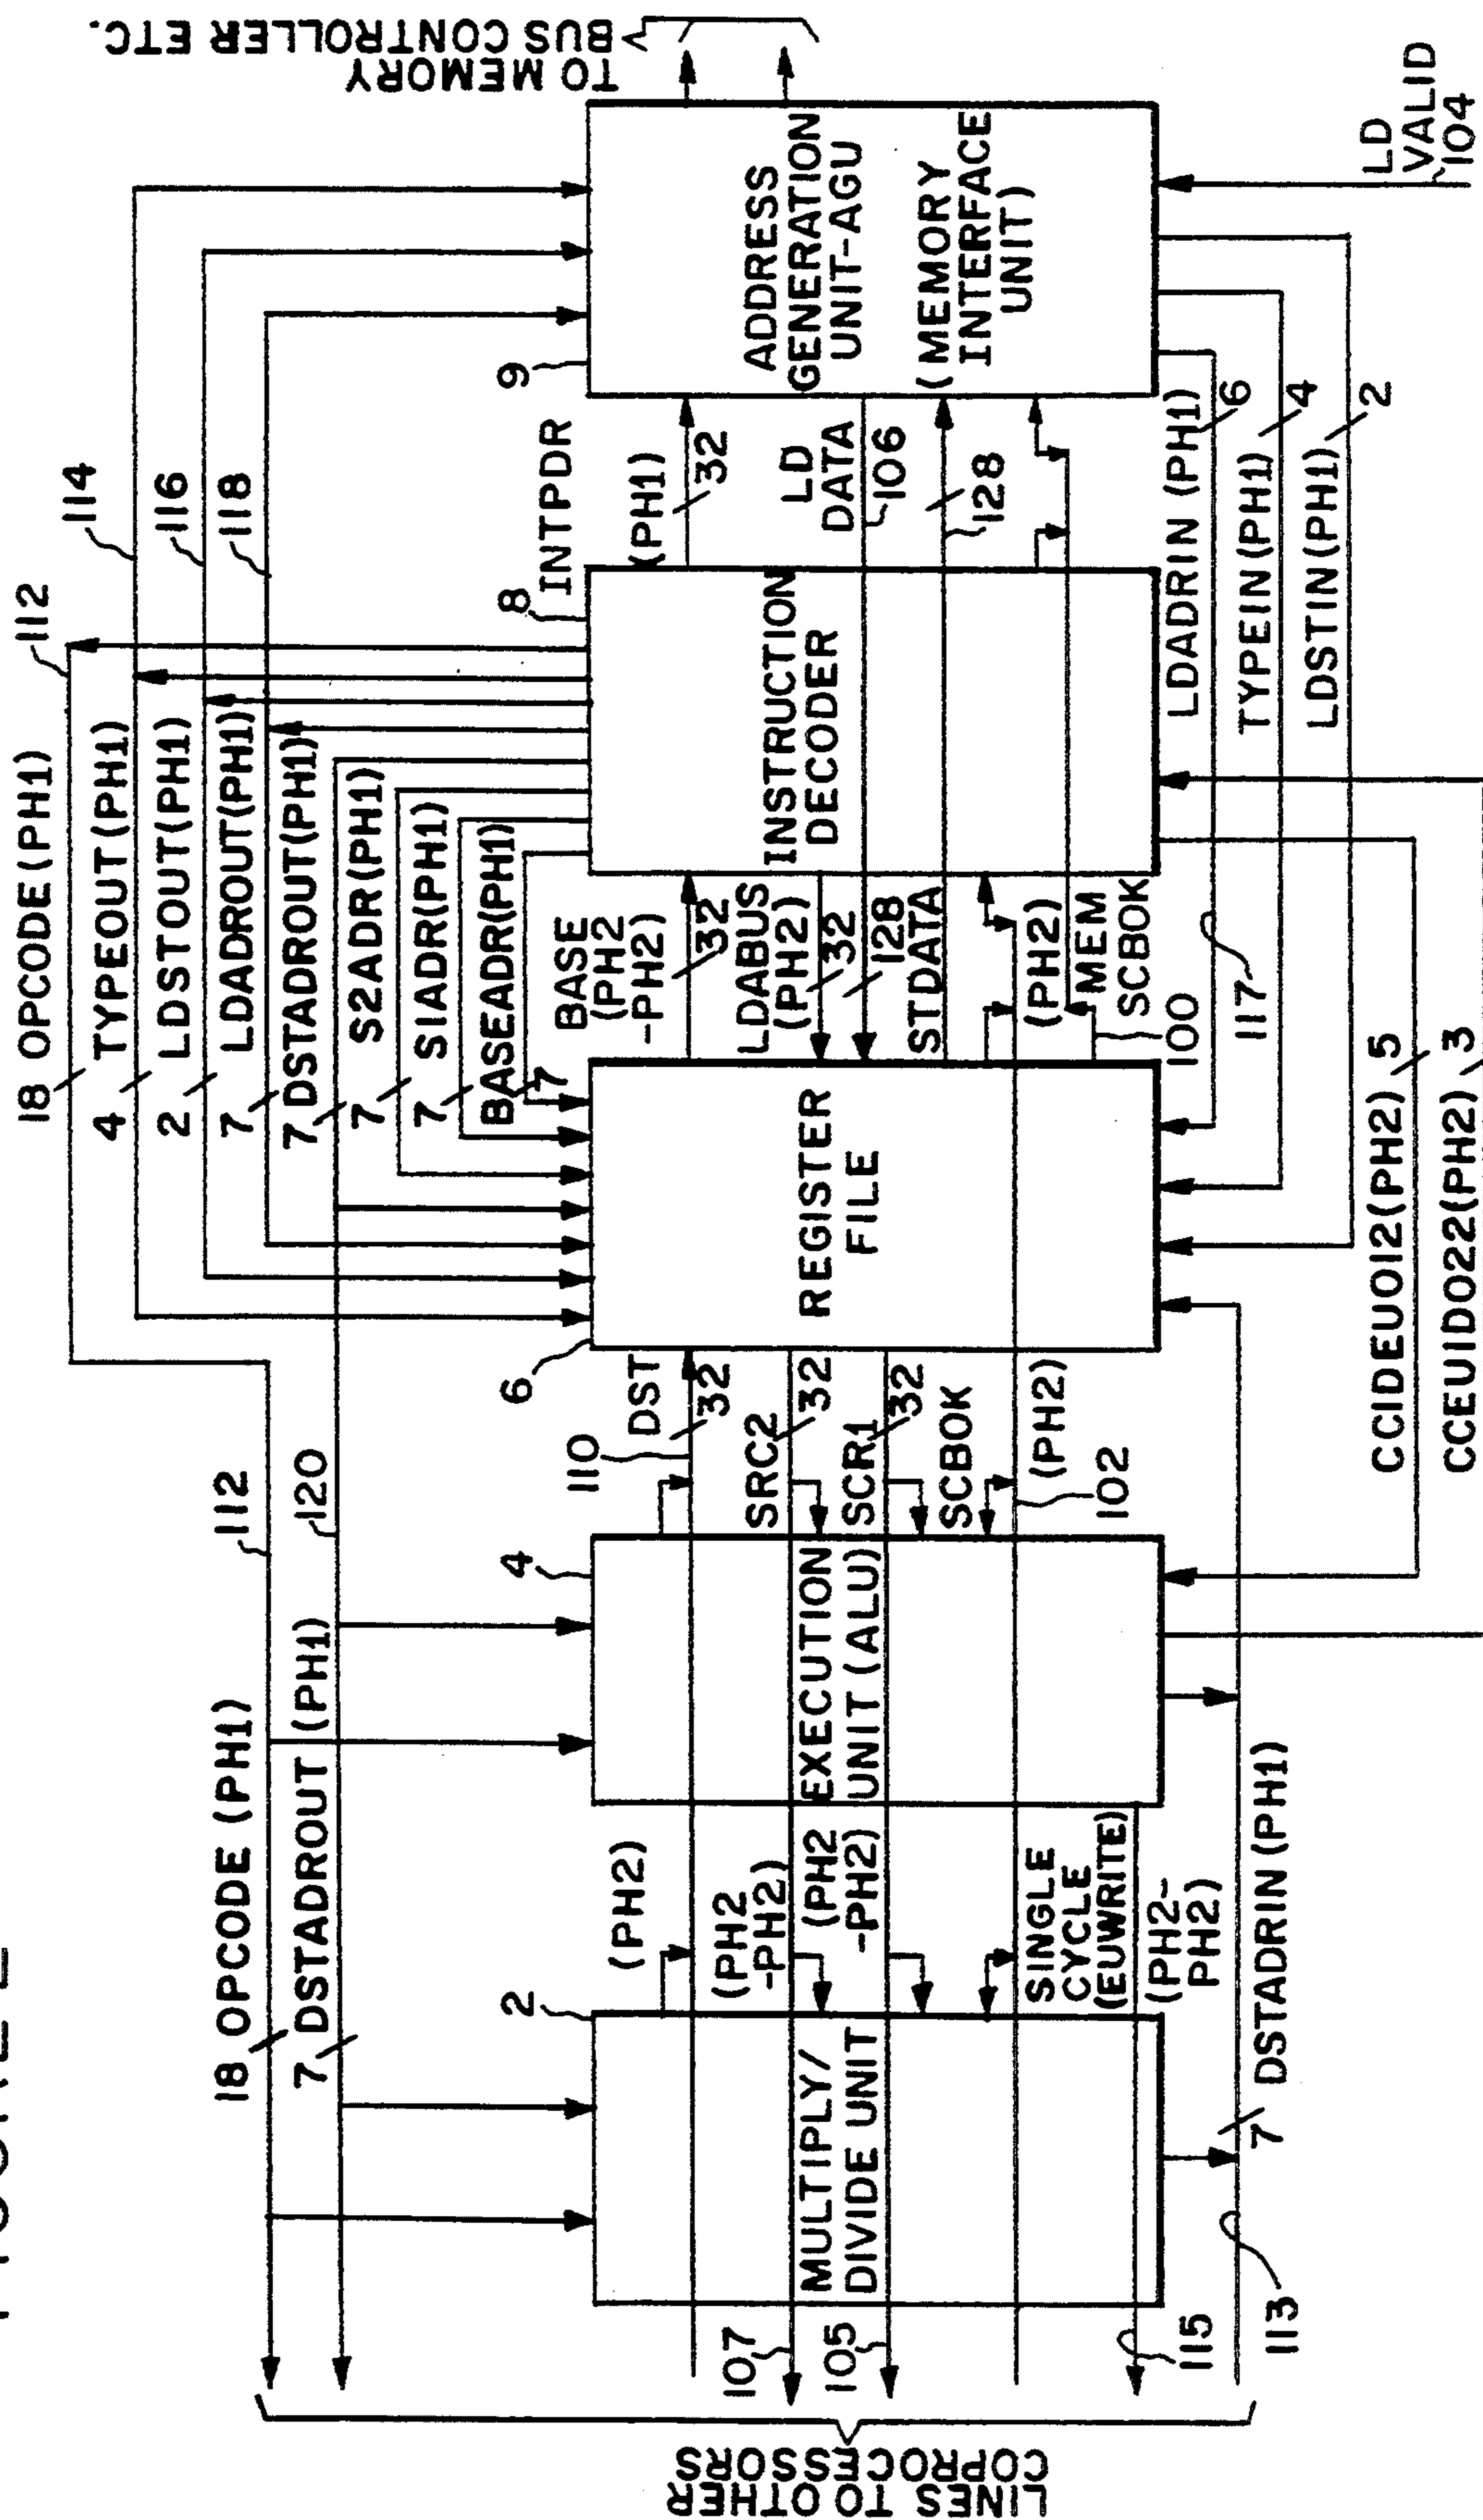 TO MEMORY
BUS CONTROLLER ETC.
112
114
116
118
18 OPCODE (PH1)
4 TYPEOUT (PH1)
2 LDSTOUT (PH1)
7 LDADROUT (PH1)
7 DSTADROUT (PH1)
7 S2ADR (PH1)
7 SIADR (PH1)
BASEADR (PH1)
7
112
120
18 OPCODE (PH1)
7 DSTADROUT (PH1)
2
MULTIPLY/
DIVIDE UNIT
(PH2)
(PH2
-PH2)
(PH2
-PH2)
SINGLE
CYCLE
(EUWRITE)
(PH2-
PH2)
4
EXECUTION
UNIT (ALU)
110
DST
32
SRC2
32
SCR1
32
SCBOK
(PH2)
102
6
REGISTER
FILE
BASE
(PH2
-PH2)
32
LDABUS
(PH2)
32
128
STDATA
(PH2)
MEM
SCBOK
100
117
8
INSTRUCTION
DECODER
INTPDR
(PH1)
32
LD
DATA
106
128
9
ADDRESS
GENERATION
UNIT-AGU
(MEMORY
INTERFACE
UNIT)
LD
VALID
104
LDADRIN (PH1) 6
TYPEIN (PH1) 4
LDSTIN (PH1) 2
CCIDEUO12 (PH2) 5
CCEUIDO22 (PH2) 3
7 DSTADRIN (PH1)
107
105
115
113
LINES TO OTHER
COPROCESSORS